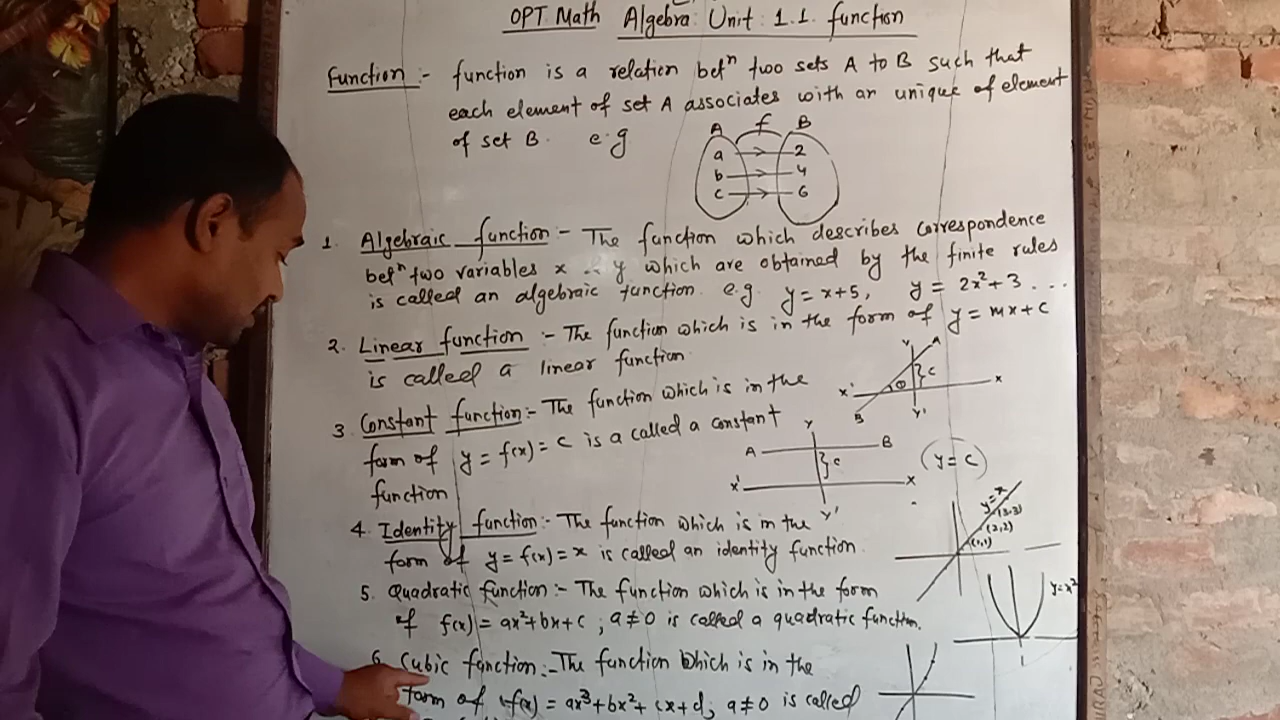 OPT Math Algebra: Unit: 1.1. function
Function:- function is a relation betⁿ two sets A to B such that
each element of set A associates with an unique of element
of set B. e.g
A f B
a 2
b 4
c 6
1. Algebraic function:- The function which describes correspondence
betⁿ two variables x y which are obtained by the finite rules
is called an algebraic function. e.g. y = x+5, y = 2x²+3 ...
2. Linear function:- The function which is in the form of y = mx+c
is called a linear function.
Y A
c
X' θ X
B Y'
3. Constant function:- The function which is in the
form of y = f(x) = c is a called a constant
function
Y
A B
c
X' X
Y'
(y=c)
4. Identity function:- The function which is in the
form of y = f(x) = x is called an identity function.
y=x
(3,3)
(2,2)
(1,1)
5. Quadratic function:- The function which is in the form
of f(x) = ax²+bx+c ; a≠0 is called a quadratic function.
y=x²
6. Cubic function:- The function which is in the
form of f(x) = ax³+bx²+cx+d, a≠0 is called